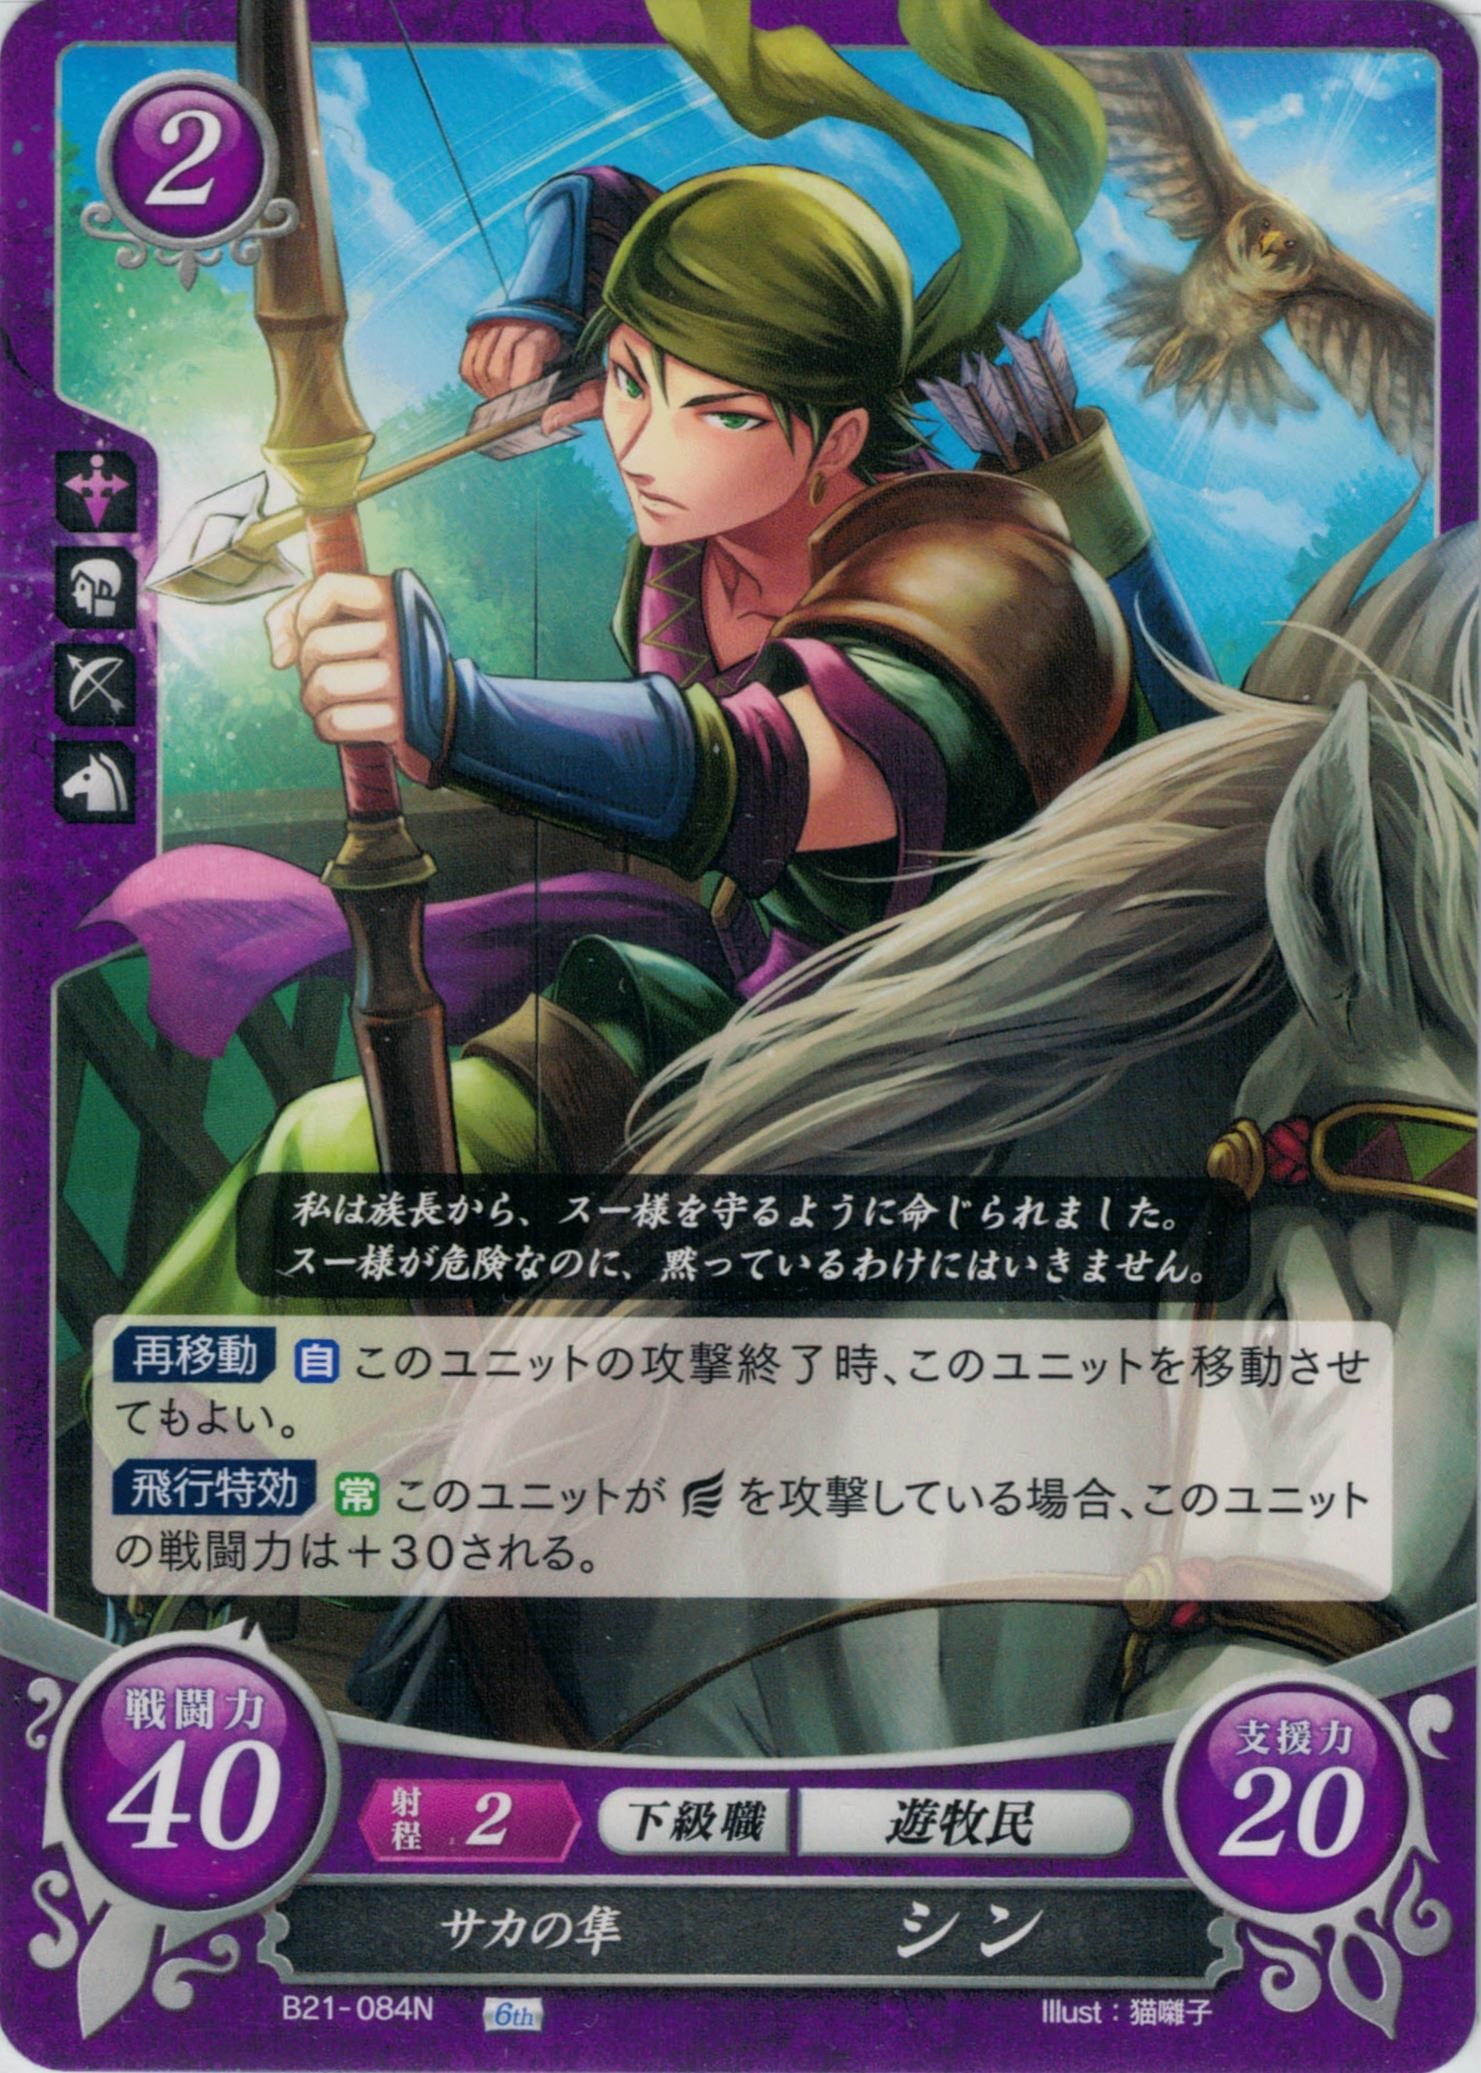 2
私は族長から、スー様を守るように命じられました。
スー様が危険なのに、黙っているわけにはいきません。
再移動 自 このユニットの攻撃終了時、このユニットを移動させ
てもよい。
飛行特効 常 このユニットが を攻撃している場合、このユニット
の戦闘力は＋30される。
戦闘力
40
射程 2
下級職 遊牧民
支援力
20
サカの隼 シン
B21-084N 6th Illust：猫囃子